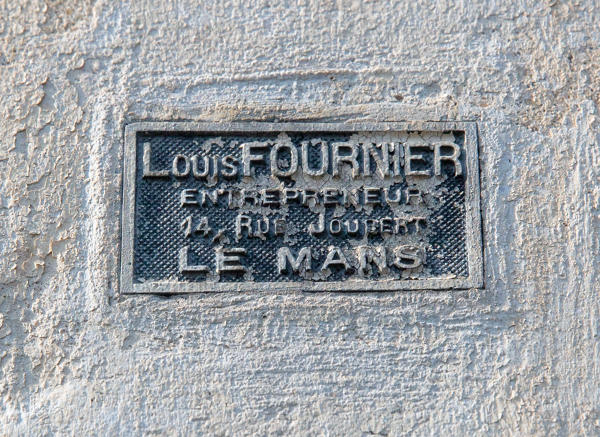 Louis FOURNIER
ENTREPRENEUR
14, RUE JOUBERT
LE MANS